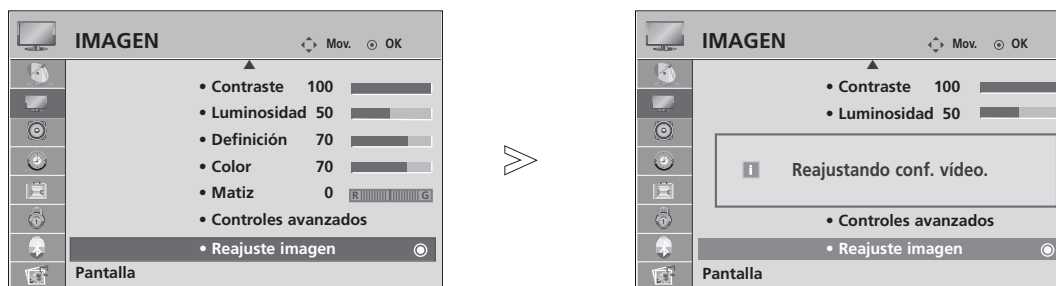 IMAGEN Mov. OK
• Contraste 100
• Luminosidad 50
• Definición 70
• Color 70
• Matiz 0 R G
• Controles avanzados
• Reajuste imagen
Pantalla
IMAGEN Mov. OK
• Contraste 100
• Luminosidad 50
i Reajustando conf. vídeo.
• Controles avanzados
• Reajuste imagen
Pantalla